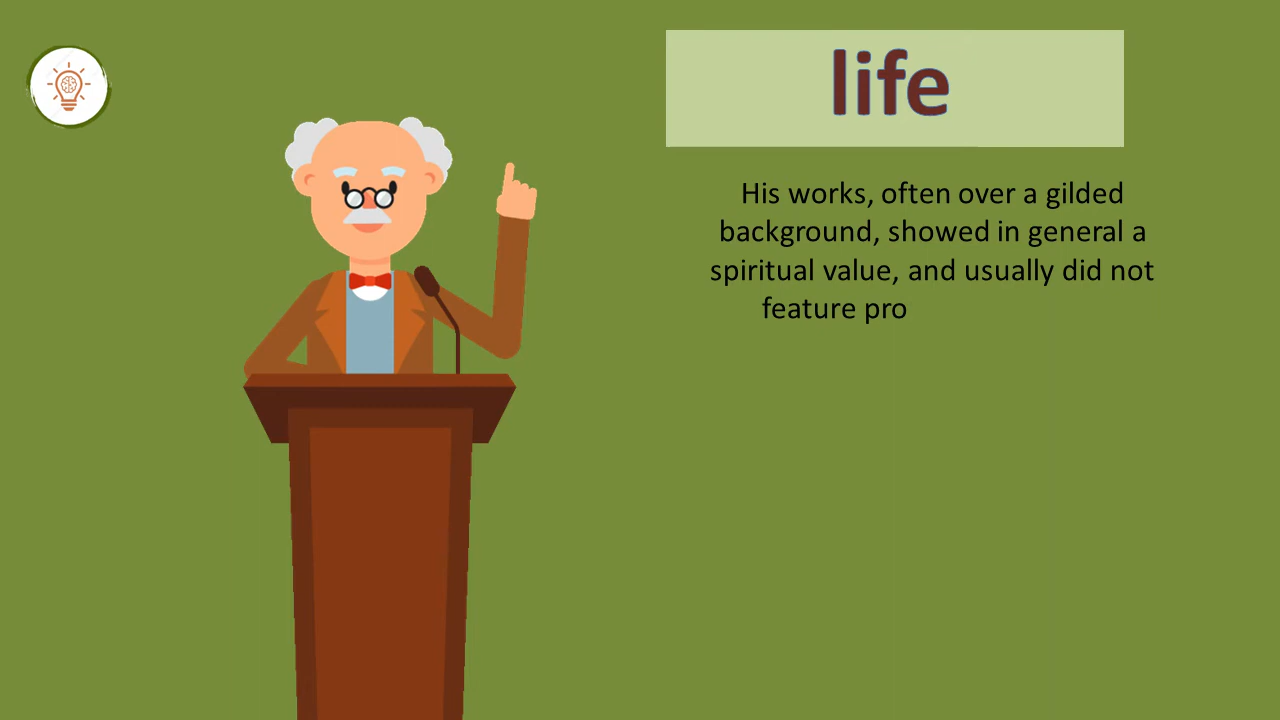 life
His works, often over a gilded
background, showed in general a
spiritual value, and usually did not
feature pro